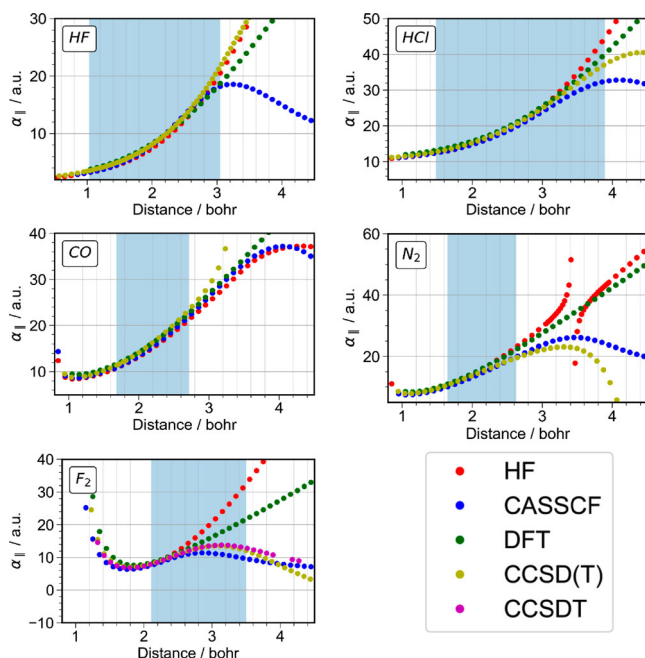 HF
30
20
10
α∥ / a.u.
1 2 3 4
Distance / bohr
HCl
50
40
30
20
10
α∥ / a.u.
1 2 3 4
Distance / bohr
CO
40
30
20
10
α∥ / a.u.
1 2 3 4
Distance / bohr
N2
60
40
20
α∥ / a.u.
1 2 3 4
Distance / bohr
F2
40
30
20
10
0
−10
α∥ / a.u.
1 2 3 4
Distance / bohr
HF
CASSCF
DFT
CCSD(T)
CCSDT